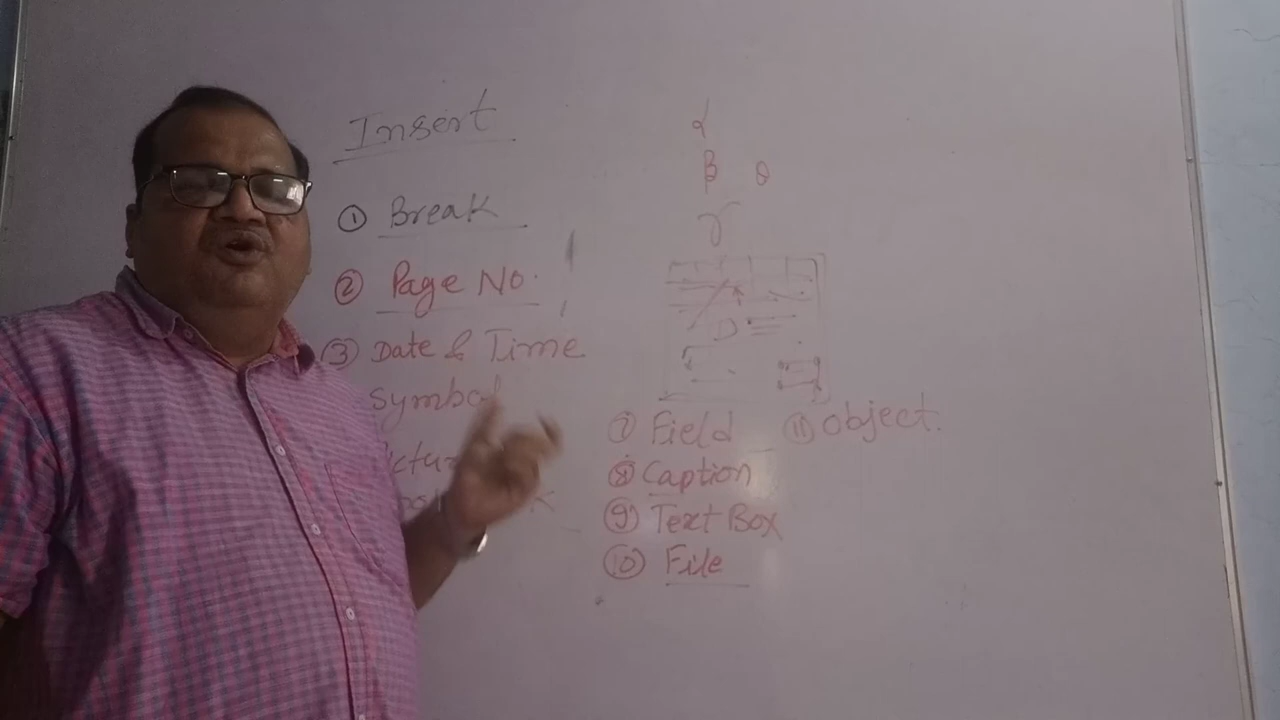 Insert
① Break
② Page No.
③ Date & Time
Symbol
α
β θ
γ
⑦ Field ⑪ Object.
⑧ Caption
⑨ Text Box
⑩ File